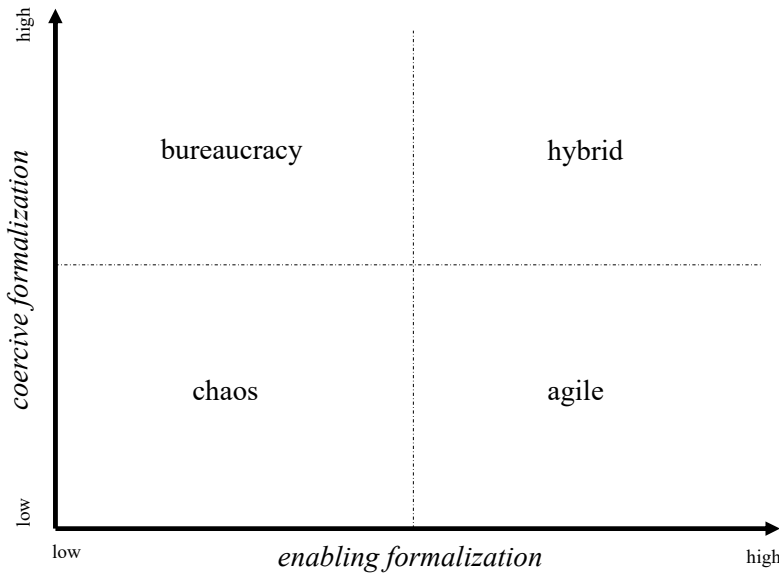 high
bureaucracy
hybrid
coercive formalization
chaos
agile
low
low
enabling formalization
high